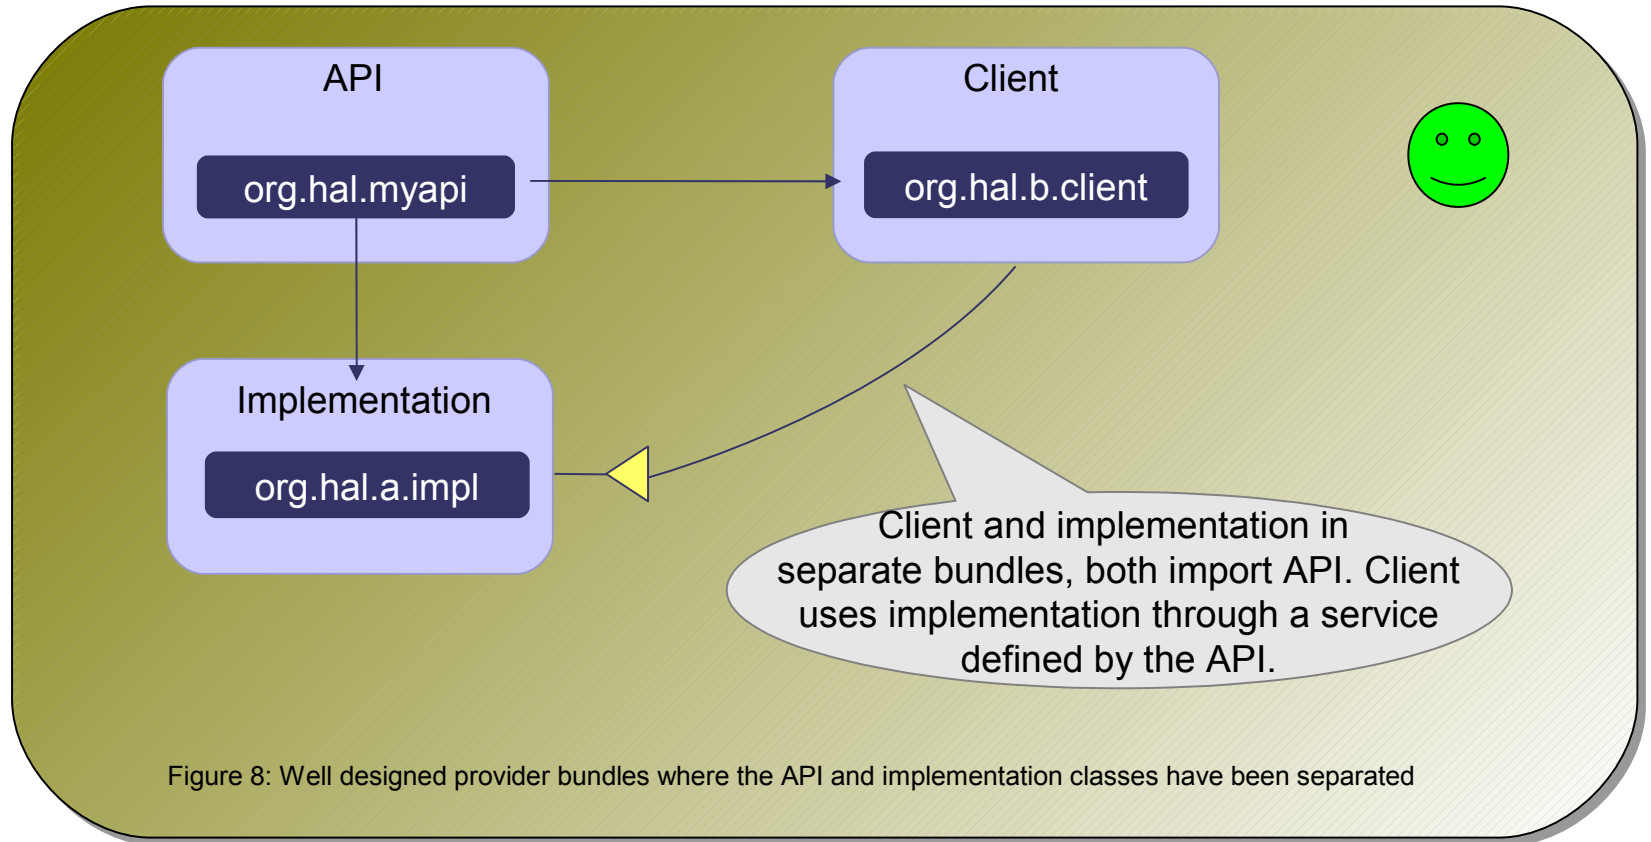 API
Client
org.hal.myapi
org.hal.b.client
Implementation
org.hal.a.impl
Client and implementation in
separate bundles, both import API. Client
uses implementation through a service
defined by the API.
Figure 8: Well designed provider bundles where the API and implementation classes have been separated